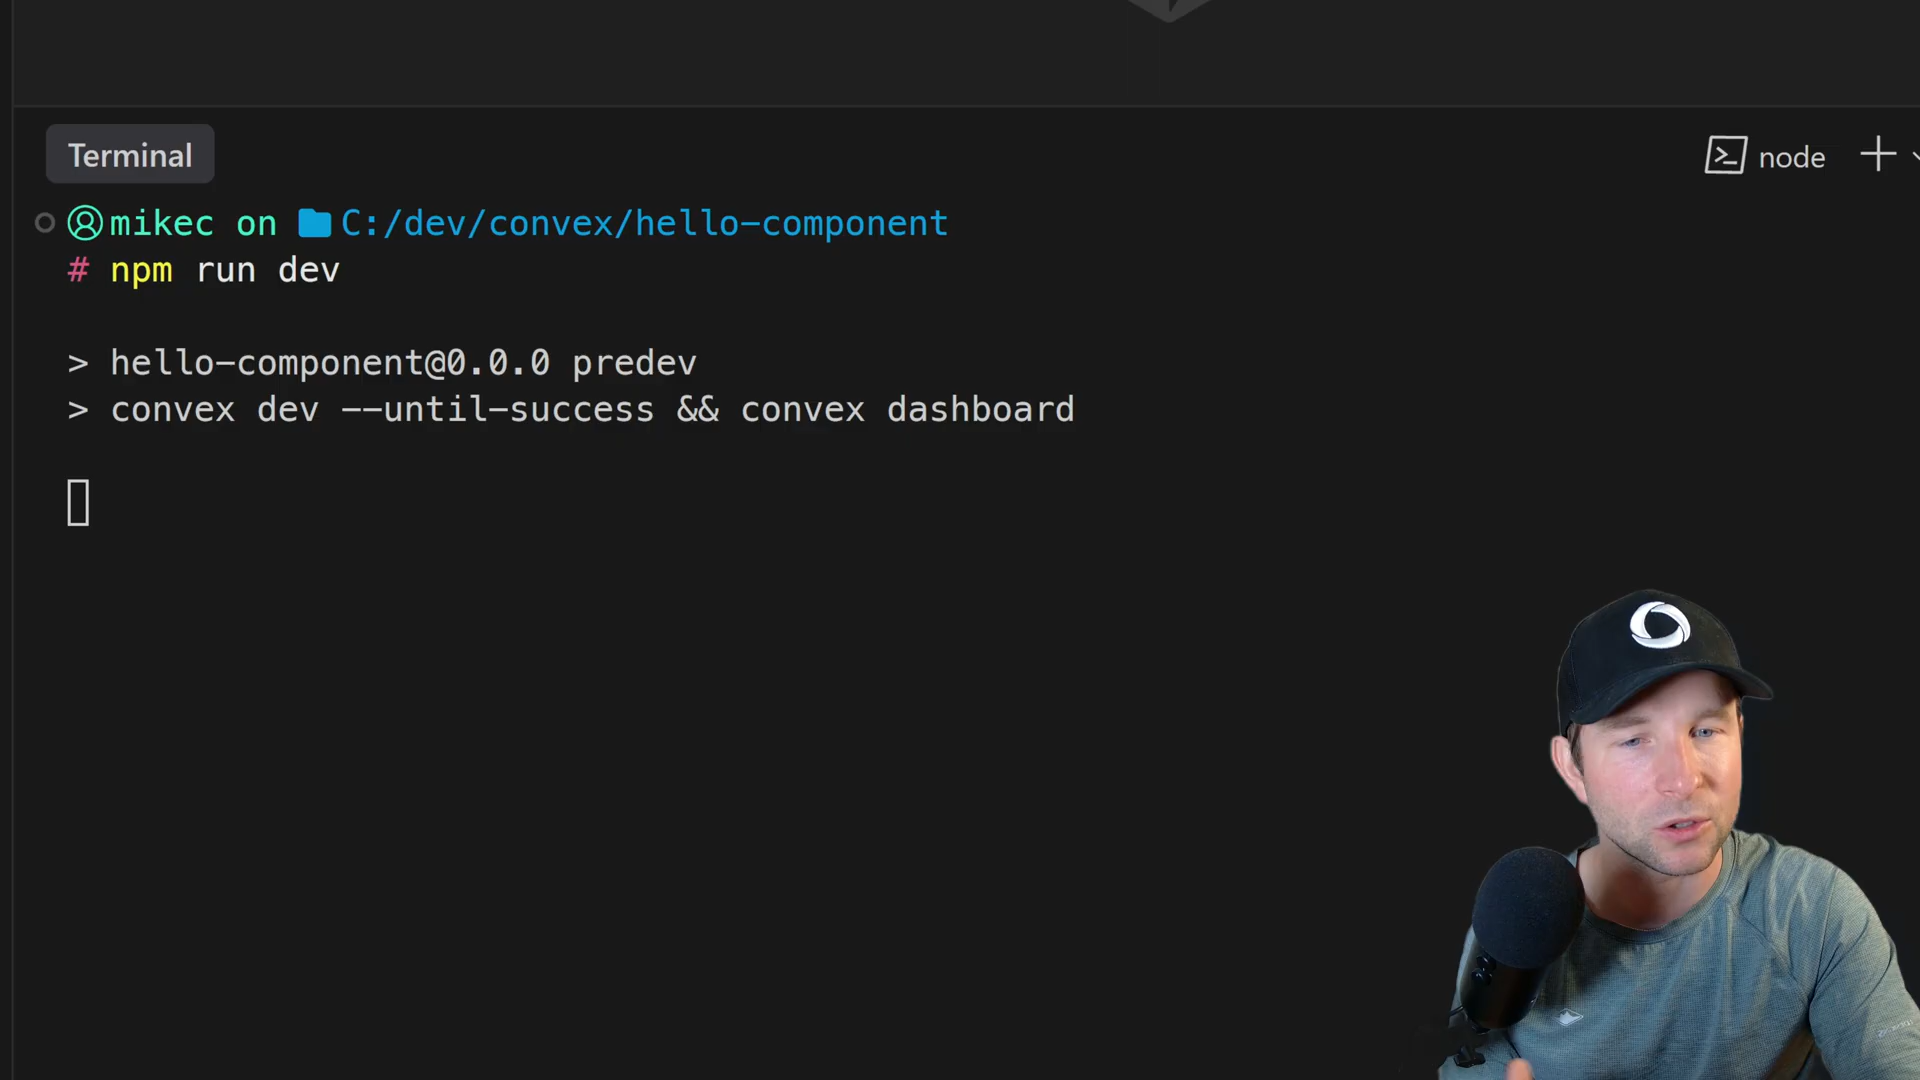 Terminal
node
mikec on C:/dev/convex/hello-component
# npm run dev
> hello-component@0.0.0 predev
> convex dev --until-success && convex dashboard